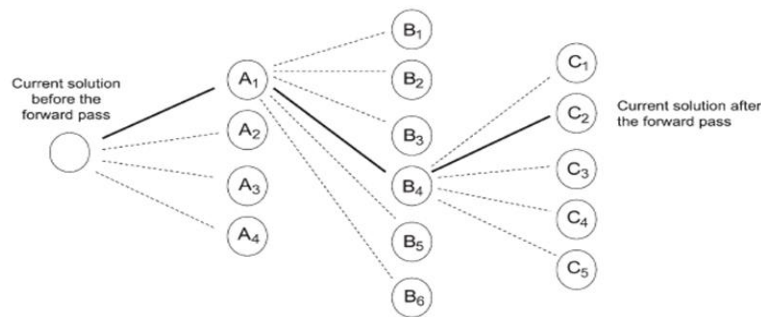 Current solution
before the
forward pass
A1
A2
A3
A4
B1
B2
B3
B4
B5
B6
C1
C2
C3
C4
C5
Current solution after
the forward pass